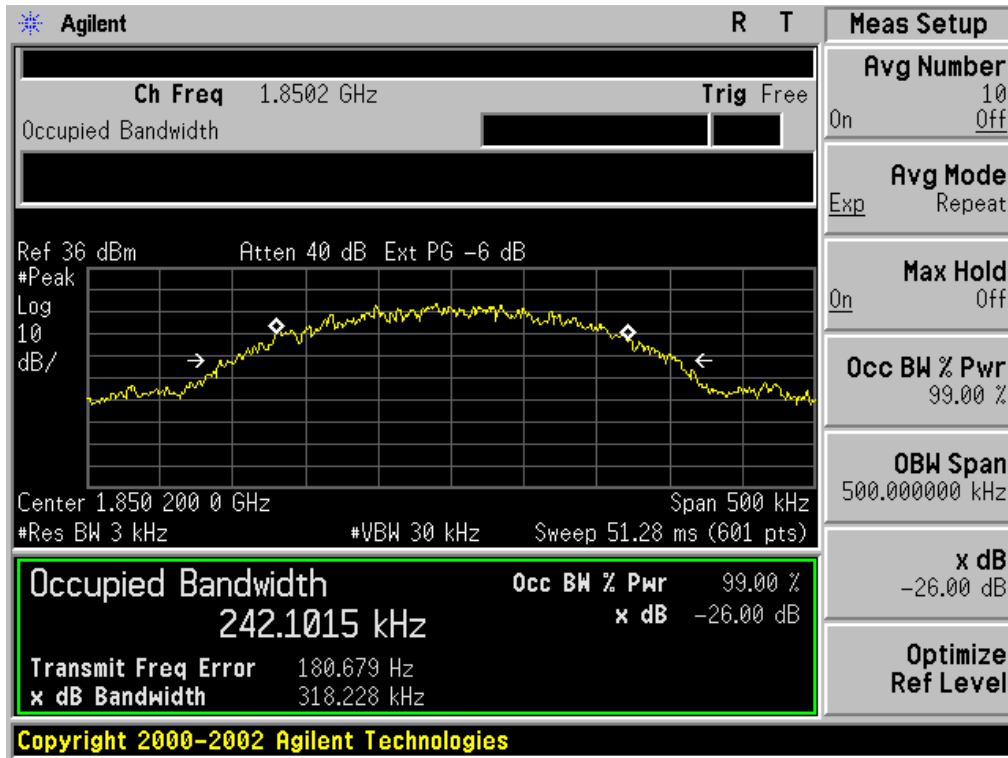 Agilent R T
Ch Freq 1.8502 GHz Trig Free
Occupied Bandwidth
Ref 36 dBm Atten 40 dB Ext PG -6 dB
#Peak
Log
10
dB/
Center 1.850 200 0 GHz Span 500 kHz
#Res BW 3 kHz #VBW 30 kHz Sweep 51.28 ms (601 pts)
Occupied Bandwidth Occ BW % Pwr 99.00 %
242.1015 kHz x dB -26.00 dB
Transmit Freq Error 180.679 Hz
x dB Bandwidth 318.228 kHz
Copyright 2000-2002 Agilent Technologies
Meas Setup
Avg Number
10
On Off
Avg Mode
Exp Repeat
Max Hold
On Off
Occ BW % Pwr
99.00 %
OBW Span
500.000000 kHz
x dB
-26.00 dB
Optimize
Ref Level